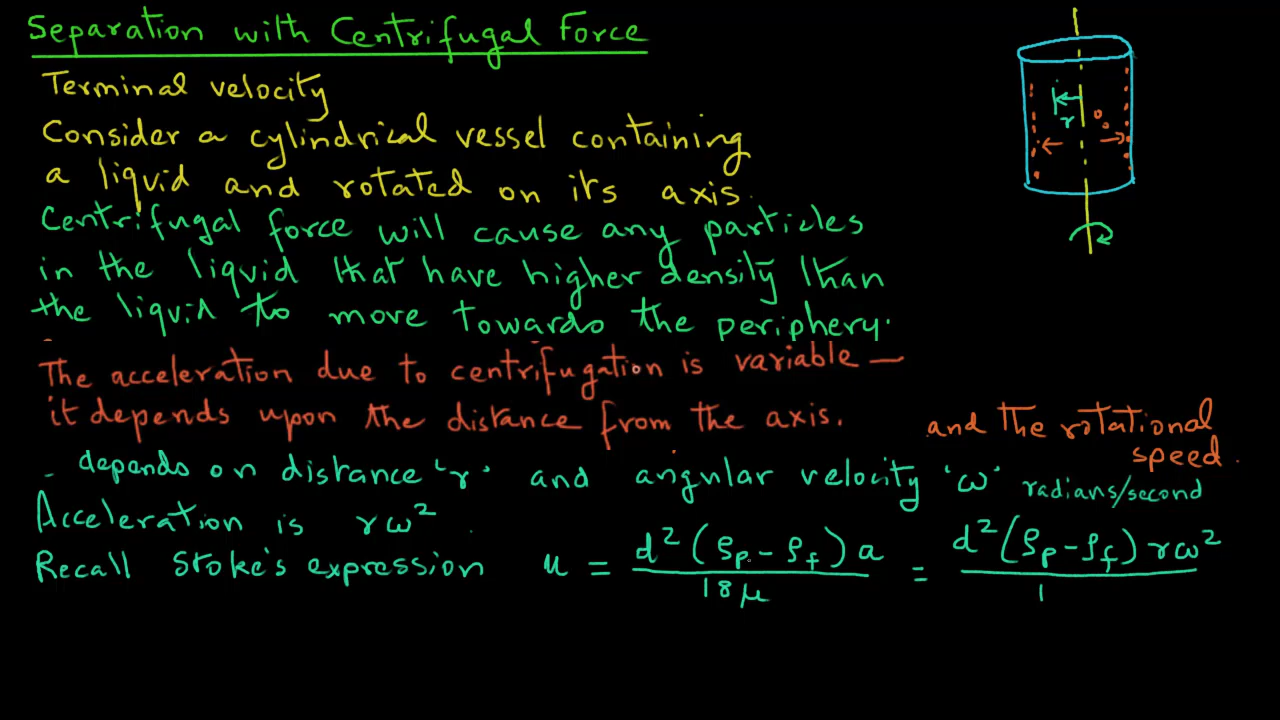 Separation with Centrifugal Force
Terminal velocity
Consider a cylindrical vessel containing
a liquid and rotated on its axis.
Centrifugal force will cause any particles
in the liquid that have higher density than
the liquid to move towards the periphery.
The acceleration due to centrifugation is variable —
it depends upon the distance from the axis. and the rotational
speed.
- depends on distance 'r' and angular velocity 'ω' radians/second
Acceleration is rω²
Recall Stoke's expression u = d²(ρp - ρf)a / 18μ = d²(ρp - ρf)rω² / 1
r